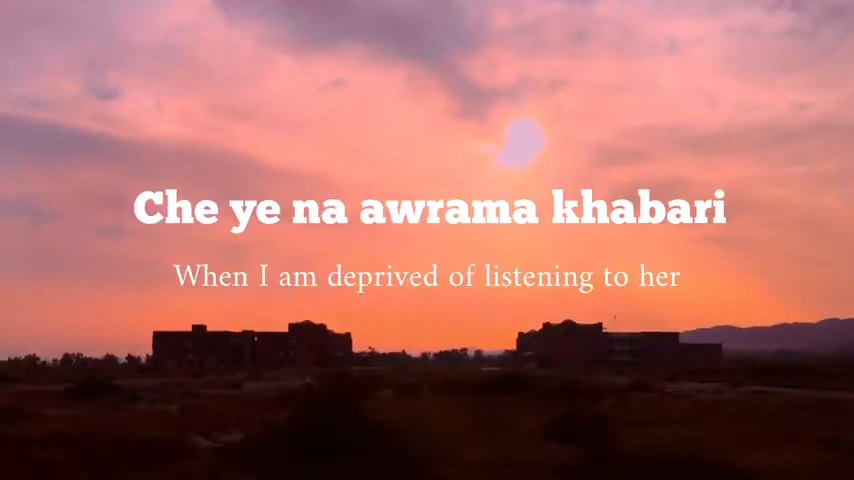 Che ye na awrama khabari
When I am deprived of listening to her